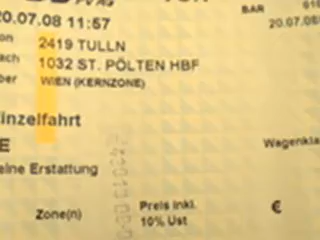 BAR
20.07.08 11:57
20.07.08
on 2419 TULLN
ach 1032 ST. PÖLTEN HBF
ber WIEN (KERNZONE)
inzelfahrt
E
Wagenkla
eine Erstattung
Zone(n)
Preis inkl.
10% Ust
€